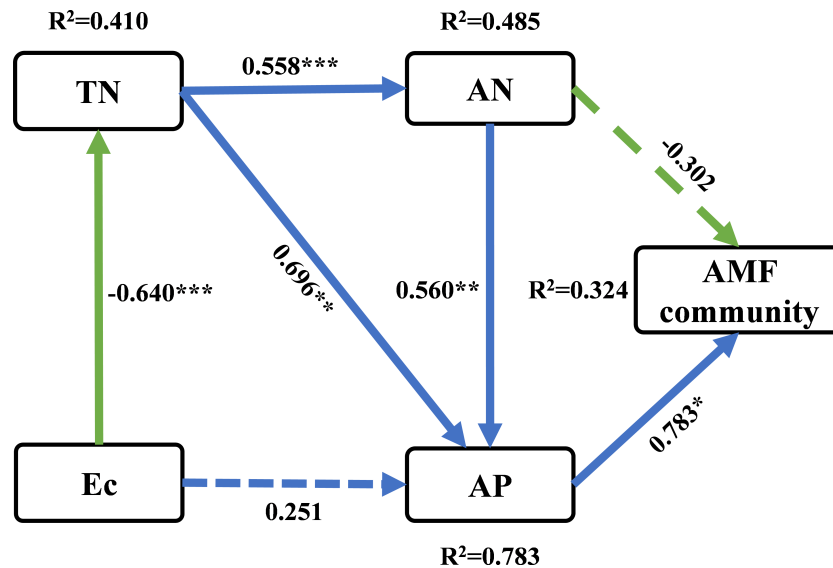 R²=0.410
R²=0.485
TN
0.558***
AN
-0.302
-0.640***
0.696**
0.560**
R²=0.324
AMF
community
0.783*
Ec
0.251
AP
R²=0.783